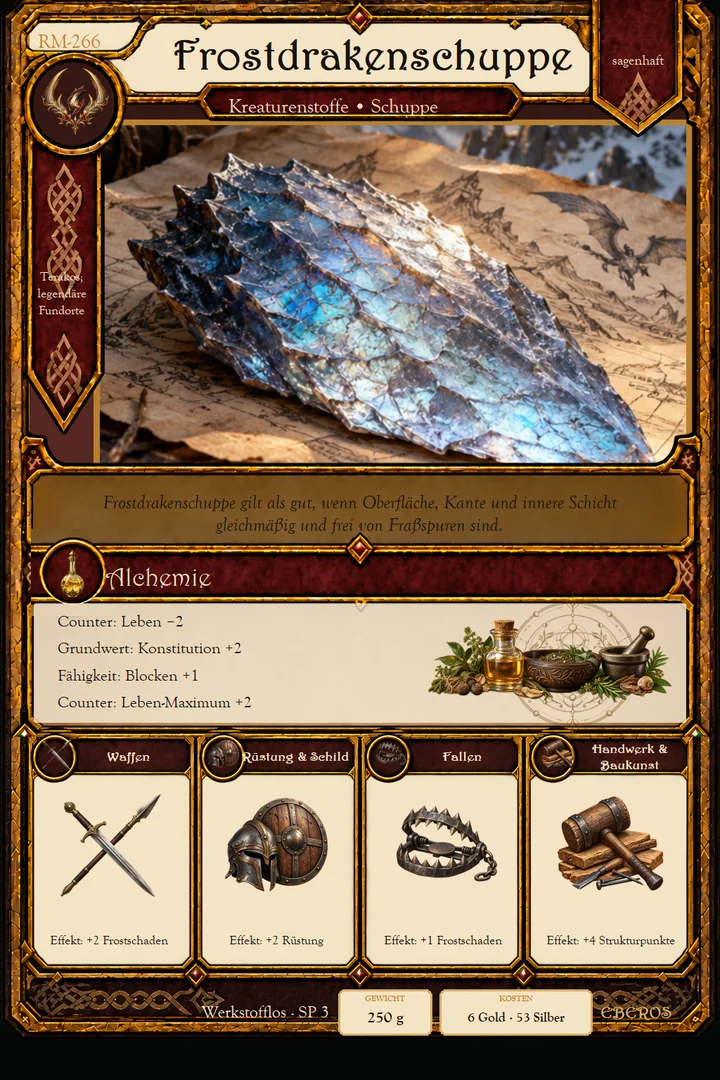 RM-266
Frostdrakenschuppe
sagenhaft
Kreaturenstoffe • Schuppe
Terakos;
legendäre
Fundorte
Frostdrakenschuppe gilt als gut, wenn Oberfläche, Kante und innere Schicht
gleichmäßig und frei von Fraßspuren sind.
Alchemie
Counter: Leben −2
Grundwert: Konstitution +2
Fähigkeit: Blocken +1
Counter: Leben-Maximum +2
Waffen
Rüstung & Schild
Fallen
Handwerk &
Baukunst
Effekt: +2 Frostschaden
Effekt: +2 Rüstung
Effekt: +1 Frostschaden
Effekt: +4 Strukturpunkte
Werkstofflos · SP 3
GEWICHT
250 g
KOSTEN
6 Gold · 53 Silber
EBEROS